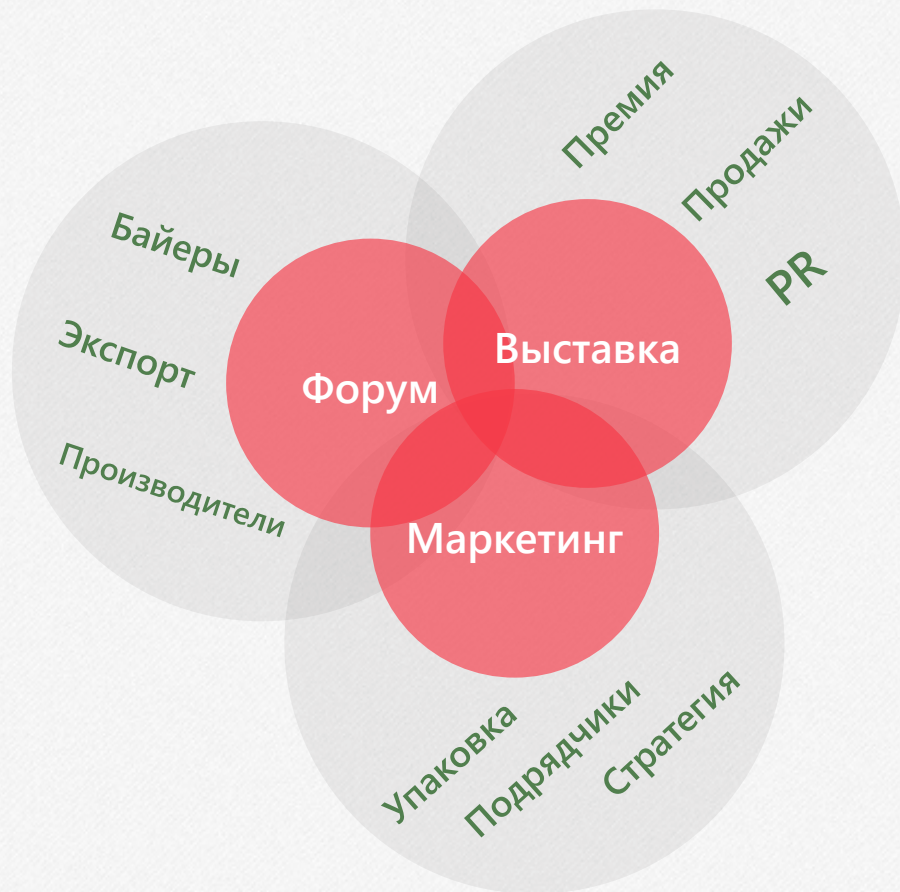 Премия
Продажи
PR
Байеры
Экспорт
Производители
Выставка
Форум
Маркетинг
Упаковка
Подрядчики
Стратегия